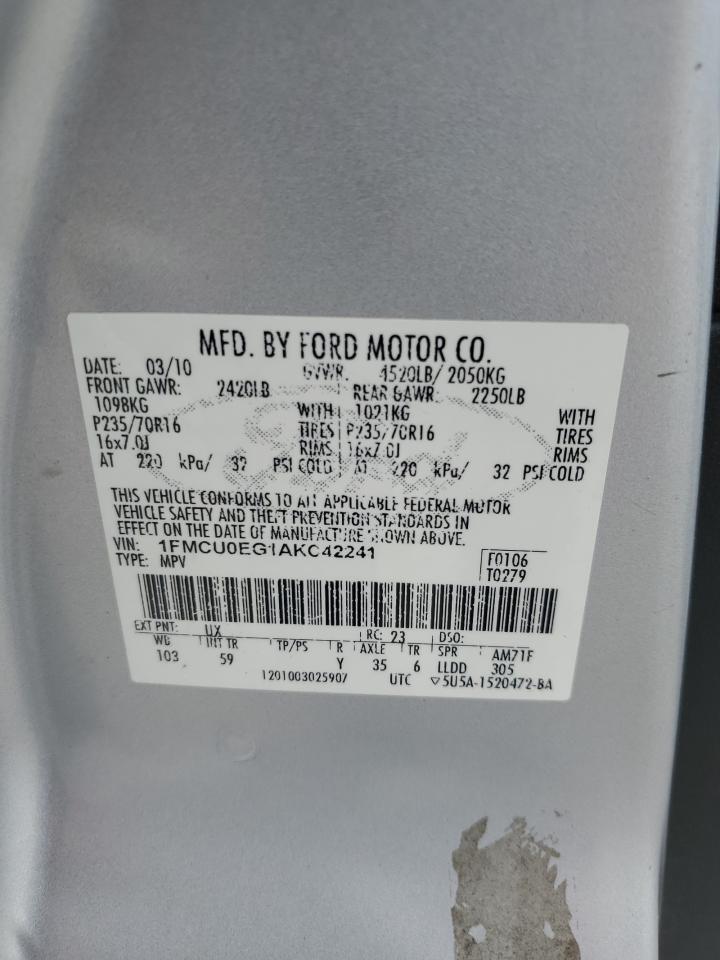 MFD. BY FORD MOTOR CO.
DATE: 03/10 GVWR. 4520LB/ 2050KG
FRONT GAWR: 2420LB REAR GAWR: 2250LB
1098KG WITH 1021KG WITH
P235/70R16 TIRES P235/70R16 TIRES
16x7.0J RIMS 16x7.0J RIMS
AT 220 kPa/ 32 PSI COLD AT 220 kPa/ 32 PSI COLD
THIS VEHICLE CONFORMS TO ALL APPLICABLE FEDERAL MOTOR
VEHICLE SAFETY AND THEFT PREVENTION STANDARDS IN
EFFECT ON THE DATE OF MANUFACTURE SHOWN ABOVE.
VIN: 1FMCU0EG1AKC42241
TYPE: MPV
F0106
T0279
EXT PNT: UX RC: 23 DSO:
WB INT TR TP/PS R AXLE TR SPR AM71F
103 59 Y 35 6 LLDD 305
1201003025907 UTC ▽5U5A-1520472-BA